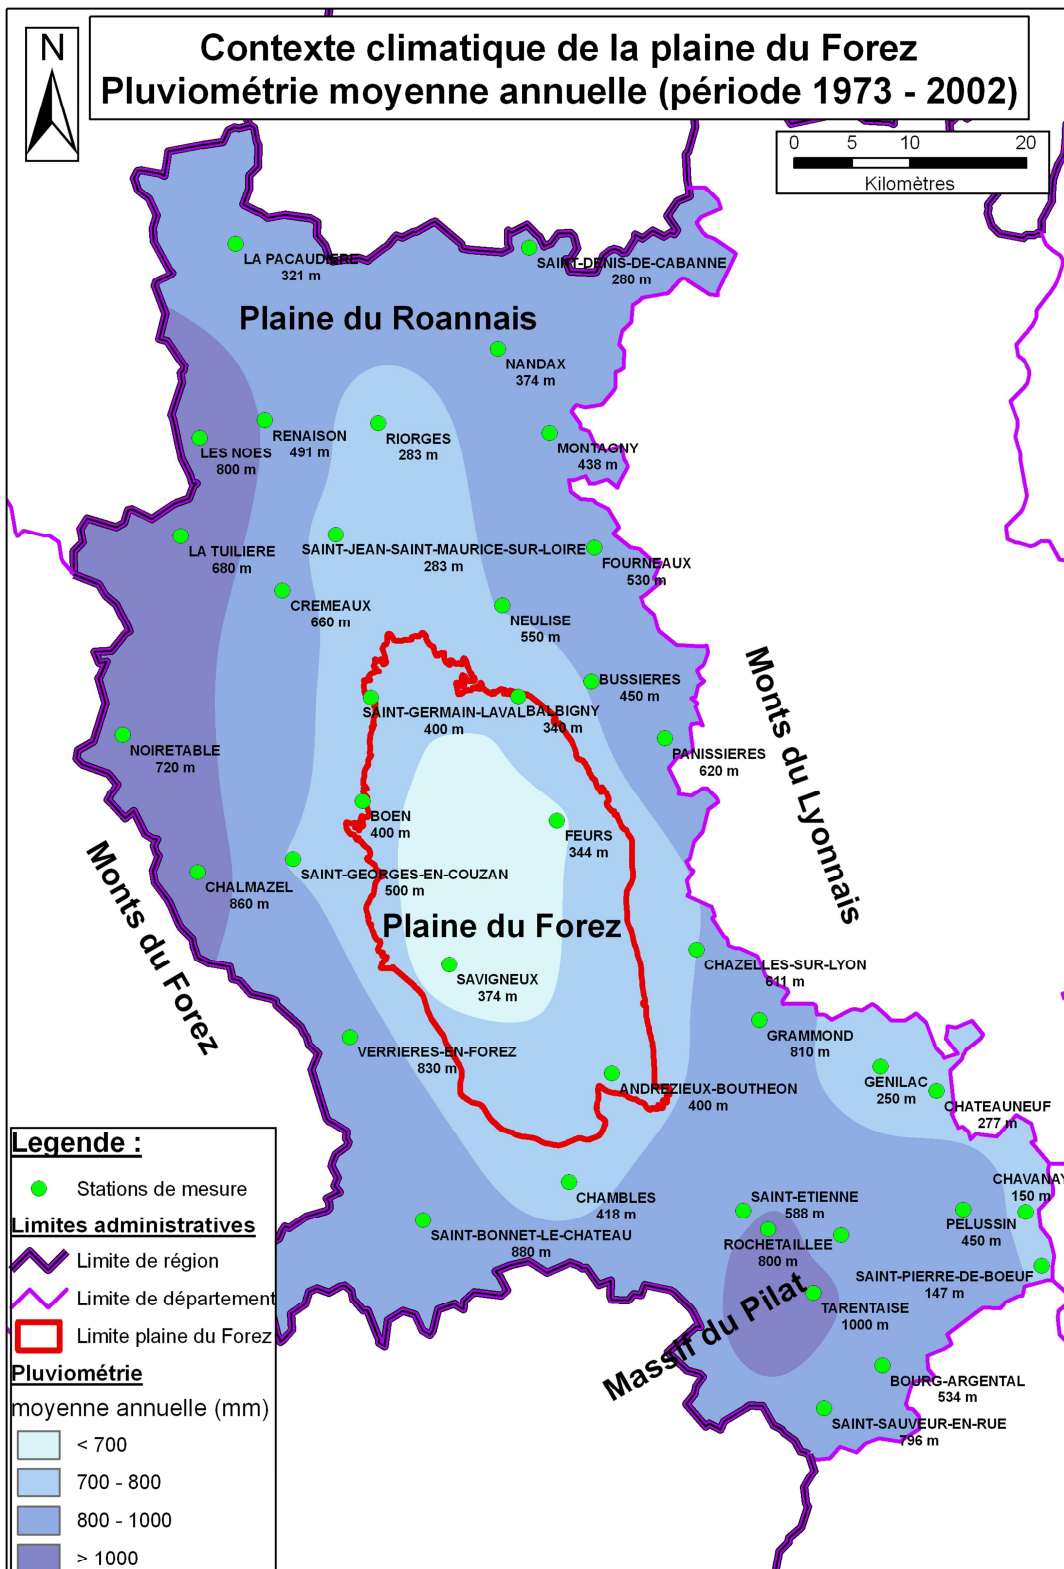 N
Contexte climatique de la plaine du Forez
Pluviométrie moyenne annuelle (période 1973 - 2002)
0 5 10 20
Kilomètres
LA PACAUDIERE
321 m
SAINT-DENIS-DE-CABANNE
280 m
Plaine du Roannais
NANDAX
374 m
RENAISON
491 m
RIORGES
283 m
MONTAGNY
438 m
LES NOES
800 m
LA TUILIERE
680 m
SAINT-JEAN-SAINT-MAURICE-SUR-LOIRE
283 m
FOURNEAUX
530 m
CREMEAUX
660 m
NEULISE
550 m
BUSSIERES
450 m
SAINT-GERMAIN-LAVAL
400 m
BALBIGNY
340 m
NOIRETABLE
720 m
PANISSIERES
620 m
Monts du Lyonnais
BOEN
400 m
FEURS
344 m
SAINT-GEORGES-EN-COUZAN
500 m
CHALMAZEL
860 m
Monts du Forez
Plaine du Forez
SAVIGNEUX
374 m
CHAZELLES-SUR-LYON
611 m
GRAMMOND
810 m
VERRIERES-EN-FOREZ
830 m
ANDREZIEUX-BOUTHEON
400 m
GENILAC
250 m
CHATEAUNEUF
277 m
CHAMBLES
418 m
SAINT-BONNET-LE-CHATEAU
880 m
SAINT-ETIENNE
588 m
ROCHETAILLEE
800 m
CHAVANAY
150 m
PELUSSIN
450 m
SAINT-PIERRE-DE-BOEUF
147 m
TARENTAISE
1000 m
Massif du Pilat
BOURG-ARGENTAL
534 m
SAINT-SAUVEUR-EN-RUE
796 m
Legende :
Stations de mesure
Limites administratives
Limite de région
Limite de département
Limite plaine du Forez
Pluviométrie
moyenne annuelle (mm)
< 700
700 - 800
800 - 1000
> 1000